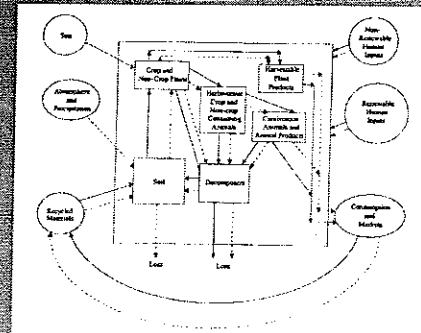 Sun
Non-
Renewable
Human
Inputs
Crop and
Non-Crop Plants
Harvestable
Plant
Products
Atmosphere
and
Precipitation
Herbivorous
Crop and
Non-crop
Consuming
Animals
Carnivorous
Animals and
Animal Products
Renewable
Human
Inputs
Soil
Decomposers
Recycled
Materials
Consumption
and
Markets
Loss
Loss